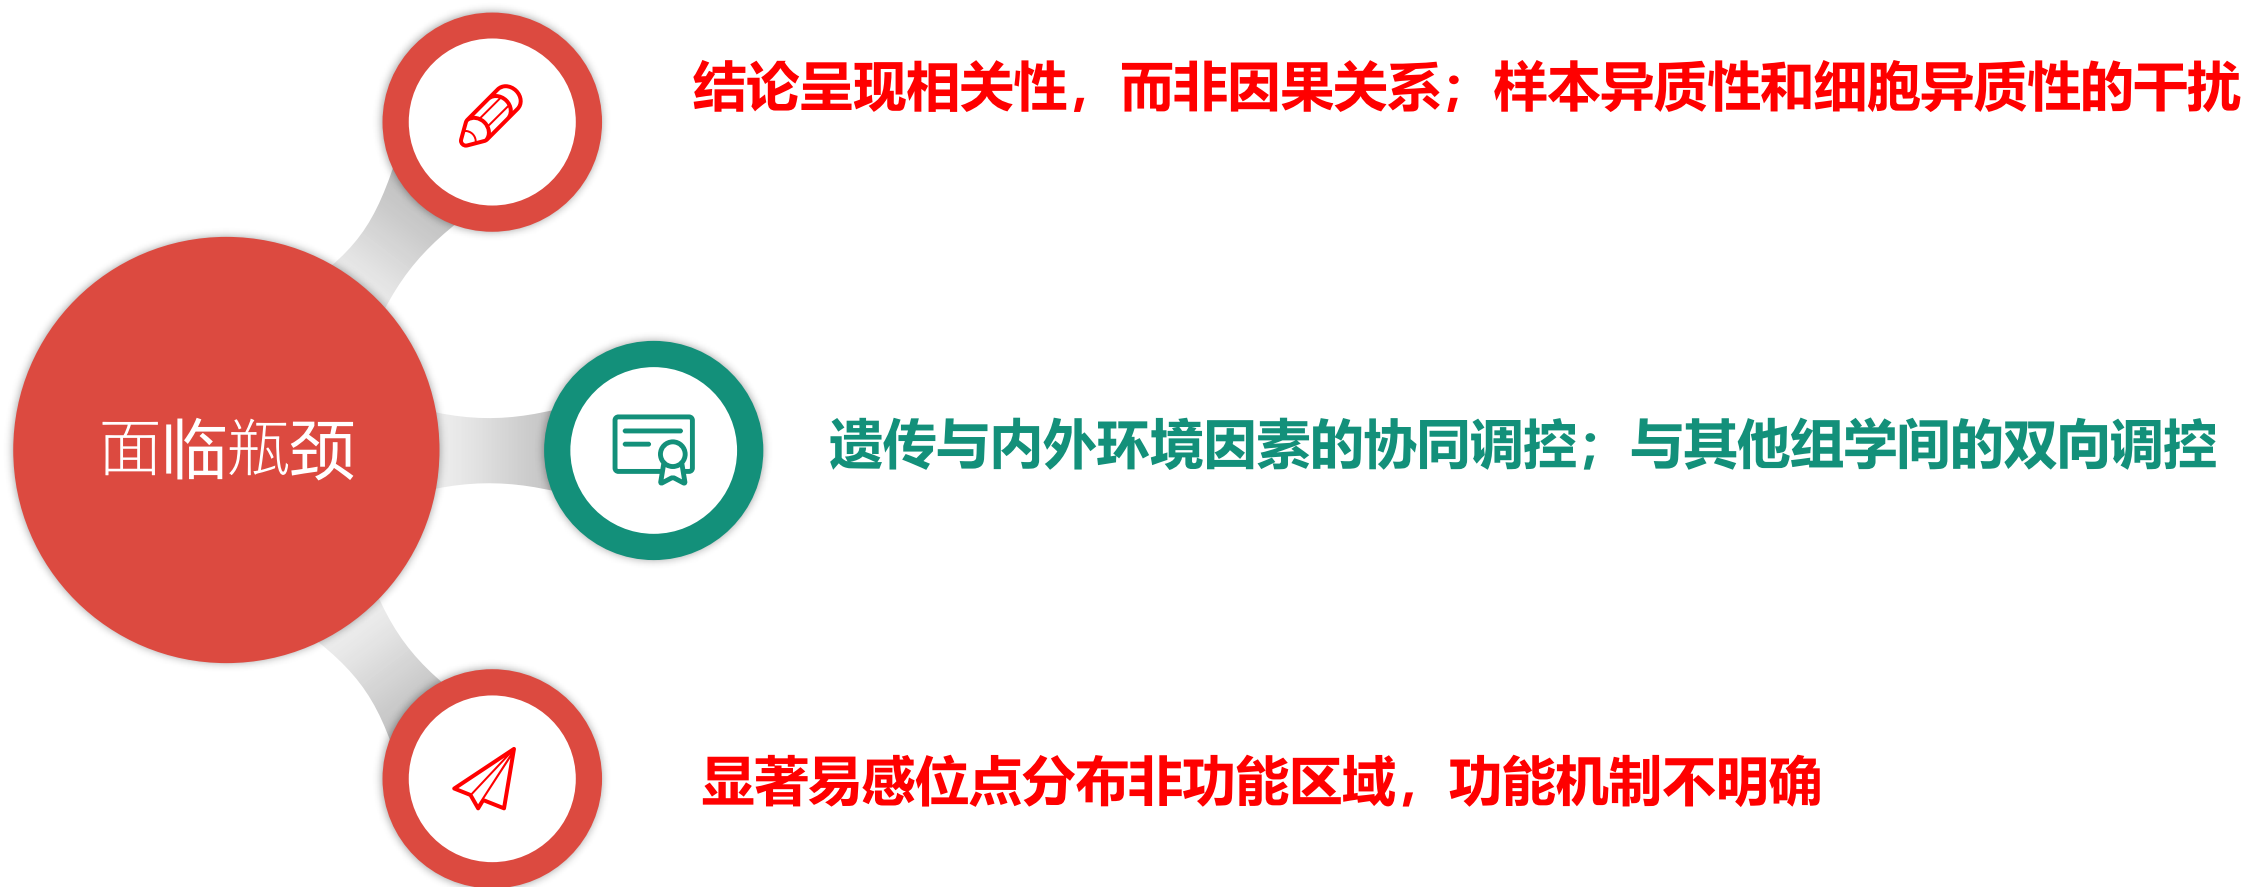 结论呈现相关性，而非因果关系；样本异质性和细胞异质性的干扰
面临瓶颈
遗传与内外环境因素的协同调控；与其他组学间的双向调控
显著易感位点分布非功能区域，功能机制不明确